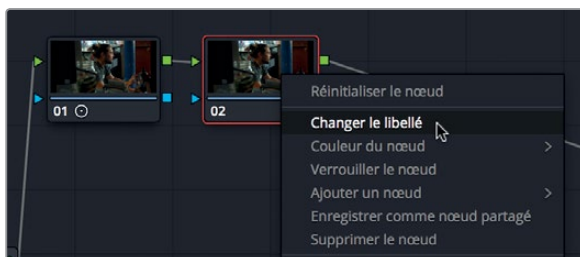 01
02
Réinitialiser le nœud
Changer le libellé
Couleur du nœud
Verrouiller le nœud
Ajouter un nœud
Enregistrer comme nœud partagé
Supprimer le nœud